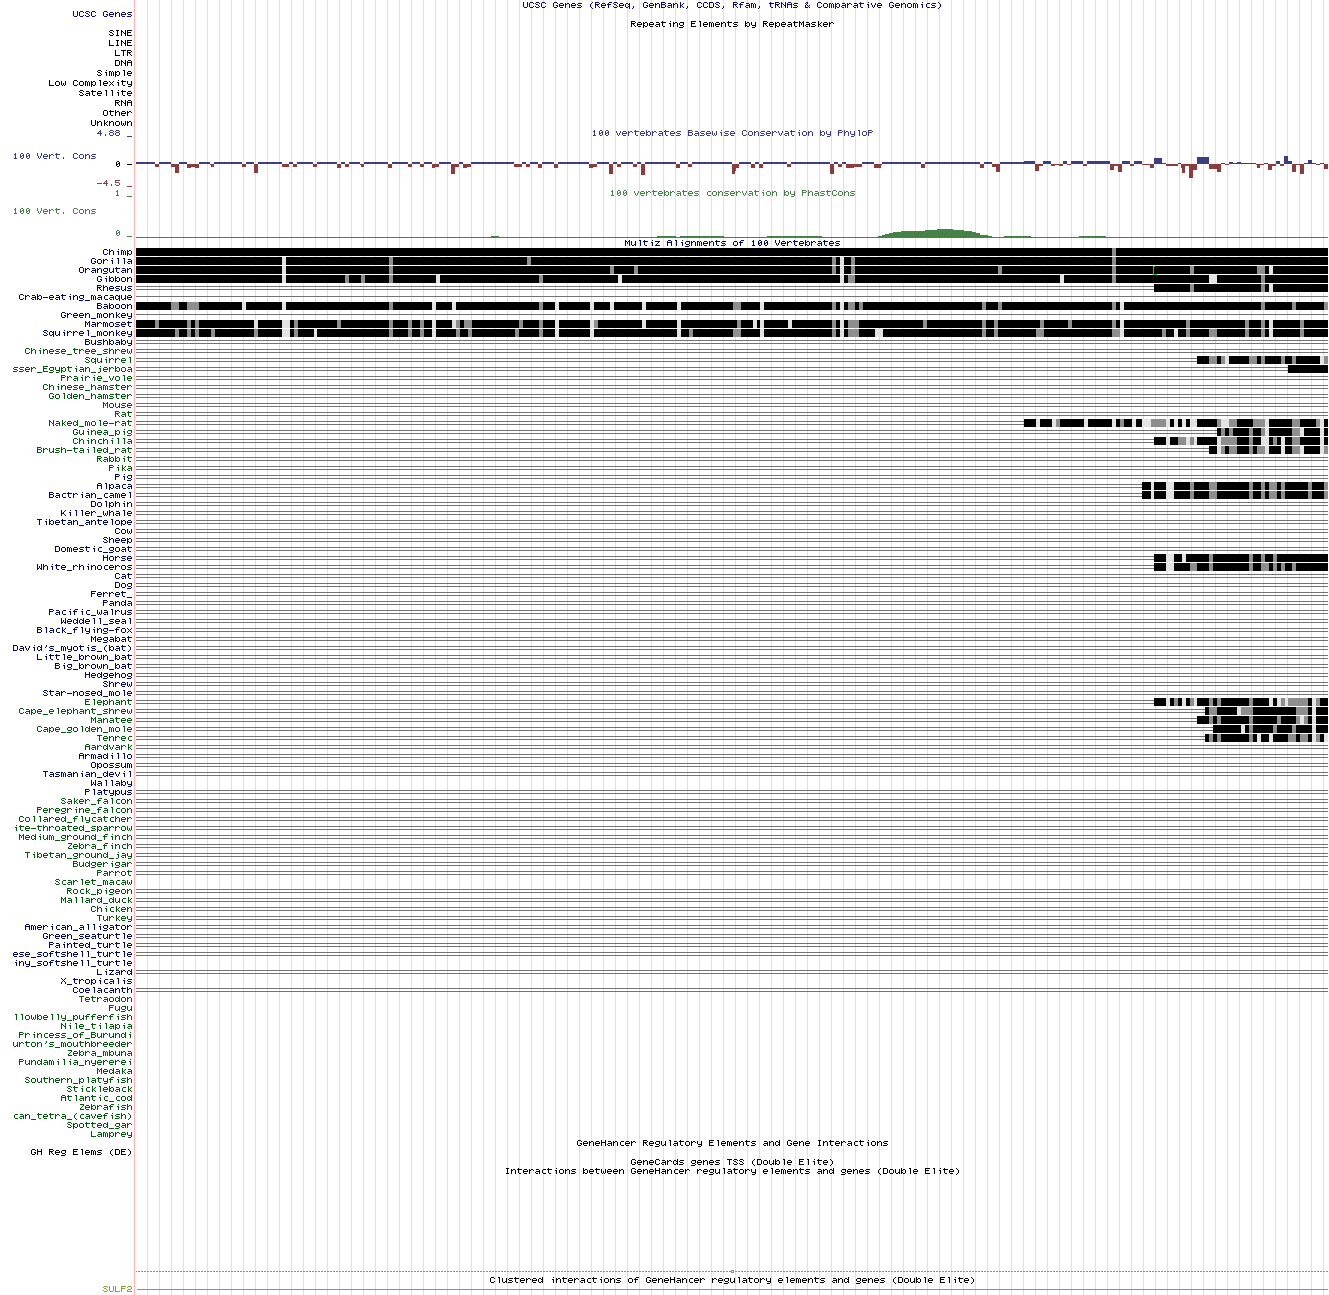 UCSC Genes (RefSeq, GenBank, CCDS, Rfam, tRNAs & Comparative Genomics)
UCSC Genes
Repeating Elements by RepeatMasker
SINE
LINE
LTR
DNA
Simple
Low Complexity
Satellite
RNA
Other
Unknown
4.88 _
100 vertebrates Basewise Conservation by PhyloP
100 Vert. Cons
0 _
-4.5 _
1 _
100 vertebrates conservation by PhastCons
100 Vert. Cons
0 _
Multiz Alignments of 100 Vertebrates
Chimp
Gorilla
Orangutan
Gibbon
Rhesus
Crab-eating_macaque
Baboon
Green_monkey
Marmoset
Squirrel_monkey
Bushbaby
Chinese_tree_shrew
Squirrel
sser_Egyptian_jerboa
Prairie_vole
Chinese_hamster
Golden_hamster
Mouse
Rat
Naked_mole-rat
Guinea_pig
Chinchilla
Brush-tailed_rat
Rabbit
Pika
Pig
Alpaca
Bactrian_camel
Dolphin
Killer_whale
Tibetan_antelope
Cow
Sheep
Domestic_goat
Horse
White_rhinoceros
Cat
Dog
Ferret_
Panda
Pacific_walrus
Weddell_seal
Black_flying-fox
Megabat
David's_myotis_(bat)
Little_brown_bat
Big_brown_bat
Hedgehog
Shrew
Star-nosed_mole
Elephant
Cape_elephant_shrew
Manatee
Cape_golden_mole
Tenrec
Aardvark
Armadillo
Opossum
Tasmanian_devil
Wallaby
Platypus
Saker_falcon
Peregrine_falcon
Collared_flycatcher
ite-throated_sparrow
Medium_ground_finch
Zebra_finch
Tibetan_ground_jay
Budgerigar
Parrot
Scarlet_macaw
Rock_pigeon
Mallard_duck
Chicken
Turkey
American_alligator
Green_seaturtle
Painted_turtle
ese_softshell_turtle
iny_softshell_turtle
Lizard
X_tropicalis
Coelacanth
Tetraodon
Fugu
llowbelly_pufferfish
Nile_tilapia
Princess_of_Burundi
urton's_mouthbreeder
Zebra_mbuna
Pundamilia_nyererei
Medaka
Southern_platyfish
Stickleback
Atlantic_cod
Zebrafish
can_tetra_(cavefish)
Spotted_gar
Lamprey
GeneHancer Regulatory Elements and Gene Interactions
GH Reg Elems (DE)
GeneCards genes TSS (Double Elite)
Interactions between GeneHancer regulatory elements and genes (Double Elite)
Clustered interactions of GeneHancer regulatory elements and genes (Double Elite)
SULF2